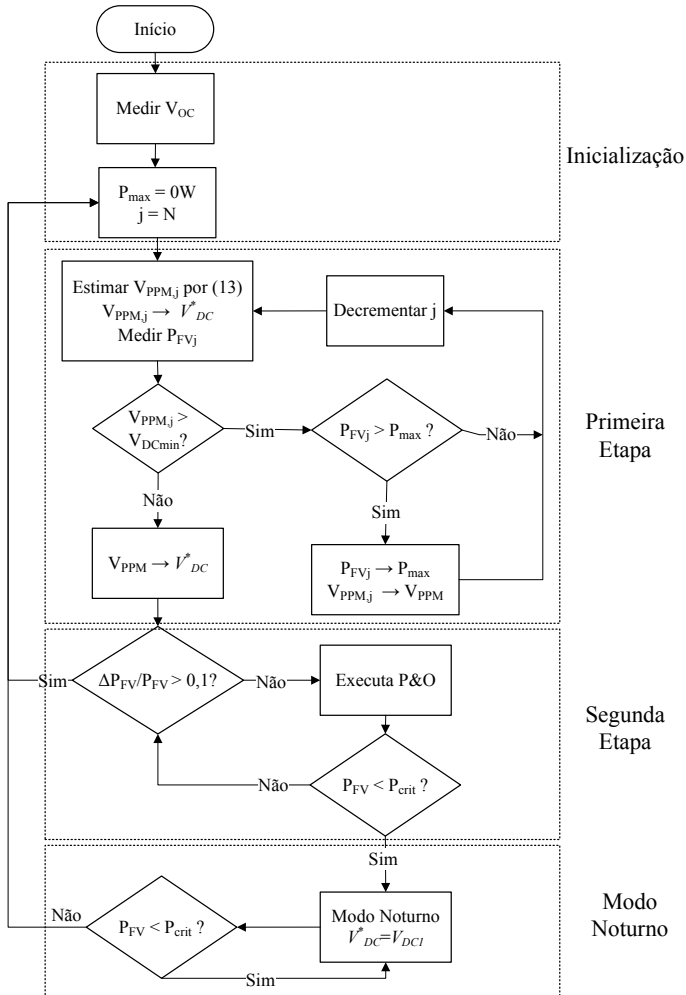 Início
Medir V_OC
Inicialização
P_max = 0W
j = N
Estimar V_PPM,j por (13)
V_PPM,j → V*_DC
Medir P_FVj
Decrementar j
V_PPM,j >
V_DCmin?
Sim
P_FVj > P_max ?
Não
Primeira
Etapa
Não
Sim
V_PPM → V*_DC
P_FVj → P_max
V_PPM,j → V_PPM
Sim
ΔP_FV/P_FV > 0,1?
Não
Executa P&O
Segunda
Etapa
Não
P_FV < P_crit ?
Sim
Não
P_FV < P_crit ?
Modo Noturno
V*_DC=V_DC1
Sim
Modo
Noturno